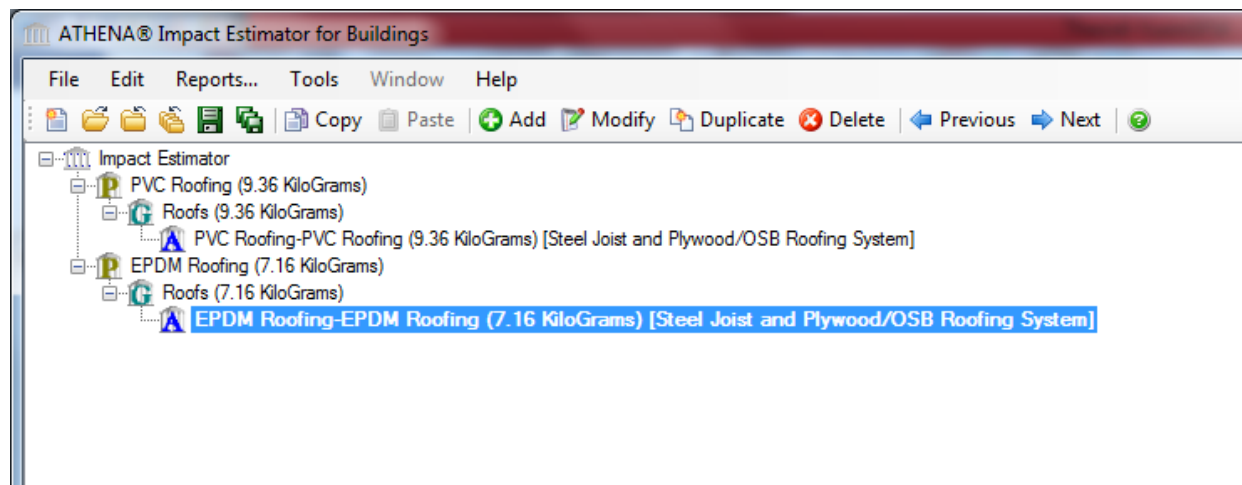 ATHENA® Impact Estimator for Buildings
File Edit Reports... Tools Window Help
Copy Paste Add Modify Duplicate Delete Previous Next
Impact Estimator
P PVC Roofing (9.36 KiloGrams)
G Roofs (9.36 KiloGrams)
A PVC Roofing-PVC Roofing (9.36 KiloGrams) [Steel Joist and Plywood/OSB Roofing System]
P EPDM Roofing (7.16 KiloGrams)
G Roofs (7.16 KiloGrams)
A EPDM Roofing-EPDM Roofing (7.16 KiloGrams) [Steel Joist and Plywood/OSB Roofing System]